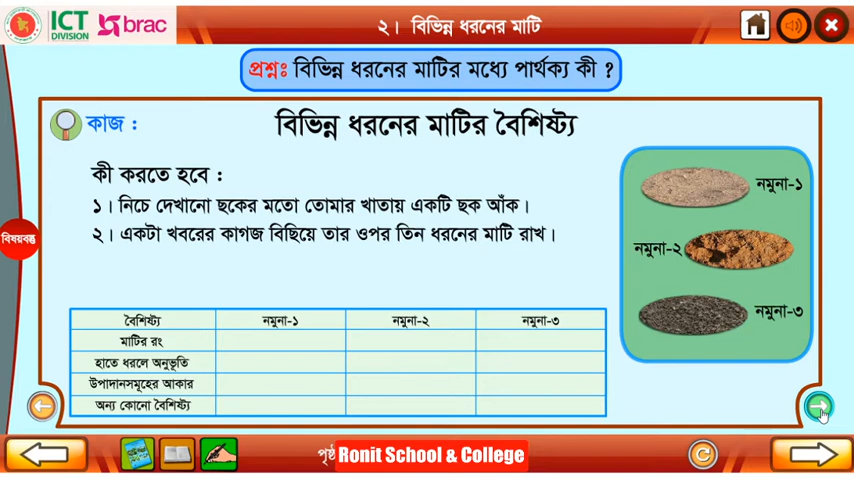 ICT DIVISION
brac
২। বিভিন্ন ধরনের মাটি
প্রশ্নঃ বিভিন্ন ধরনের মাটির মধ্যে পার্থক্য কী ?
কাজ :
বিভিন্ন ধরনের মাটির বৈশিষ্ট্য
কী করতে হবে :
১। নিচে দেখানো ছকের মতো তোমার খাতায় একটি ছক আঁক।
২। একটা খবরের কাগজ বিছিয়ে তার ওপর তিন ধরনের মাটি রাখ।
নমুনা-১
নমুনা-২
নমুনা-৩
বিষয়বস্তু
বৈশিষ্ট্য নমুনা-১ নমুনা-২ নমুনা-৩
মাটির রং
হাতে ধরলে অনুভূতি
উপাদানসমূহের আকার
অন্য কোনো বৈশিষ্ট্য
Ronit School & College